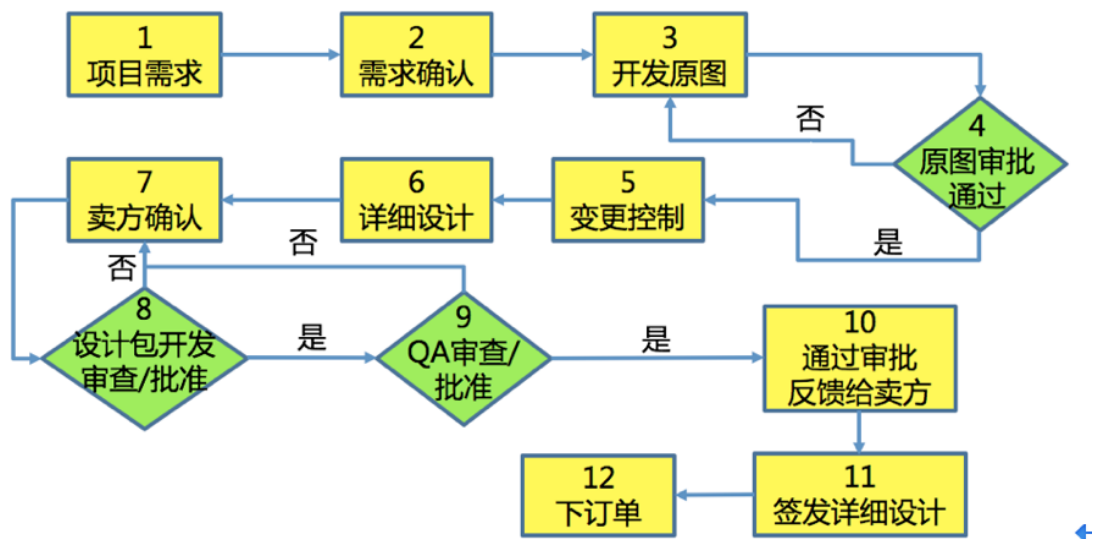 1
项目需求
2
需求确认
3
开发原图
4
原图审批
通过
否
是
5
变更控制
6
详细设计
7
卖方确认
否
否
8
设计包开发
审查/批准
是
9
QA审查/
批准
是
10
通过审批
反馈给卖方
11
签发详细设计
12
下订单